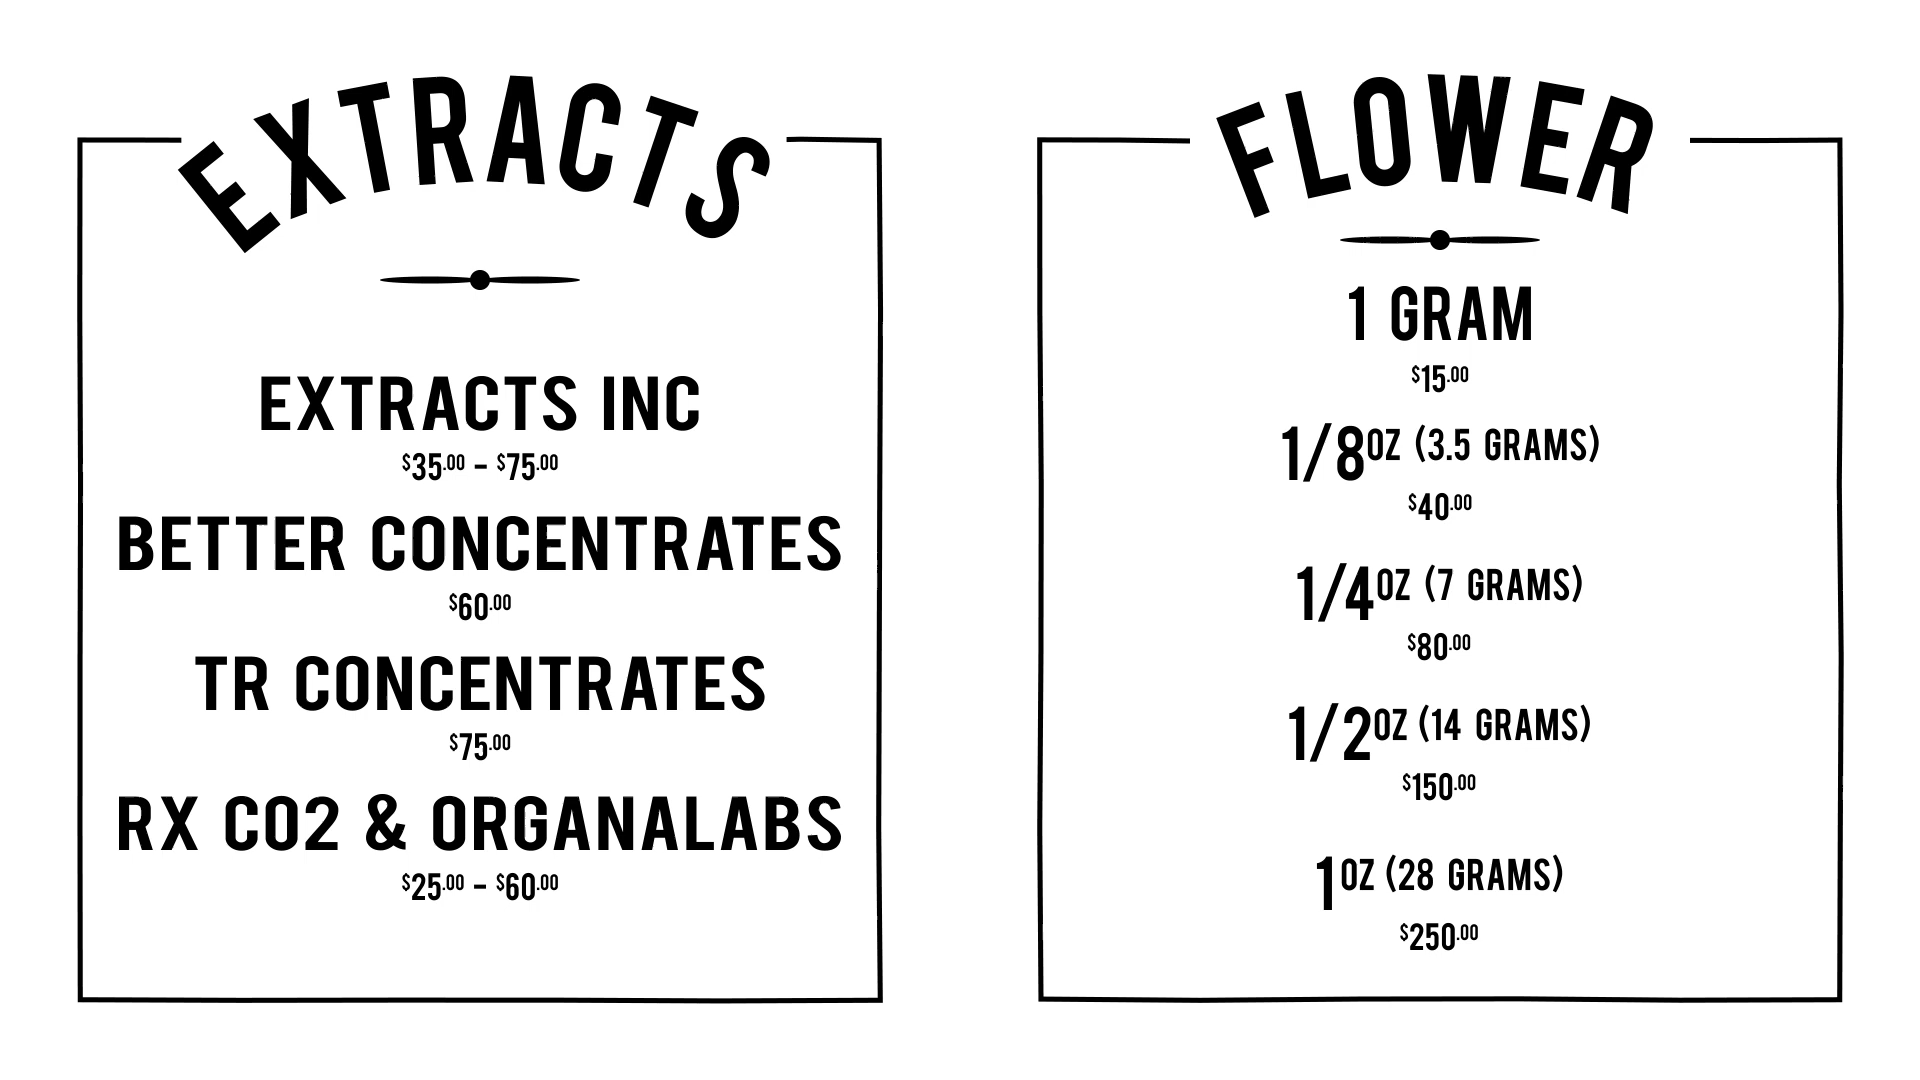 EXTRACTS
EXTRACTS INC
$35.00 – $75.00
BETTER CONCENTRATES
$60.00
TR CONCENTRATES
$75.00
RX CO2 & ORGANALABS
$25.00 – $60.00
FLOWER
1 GRAM
$15.00
1/8OZ (3.5 GRAMS)
$40.00
1/4OZ (7 GRAMS)
$80.00
1/2OZ (14 GRAMS)
$150.00
1OZ (28 GRAMS)
$250.00